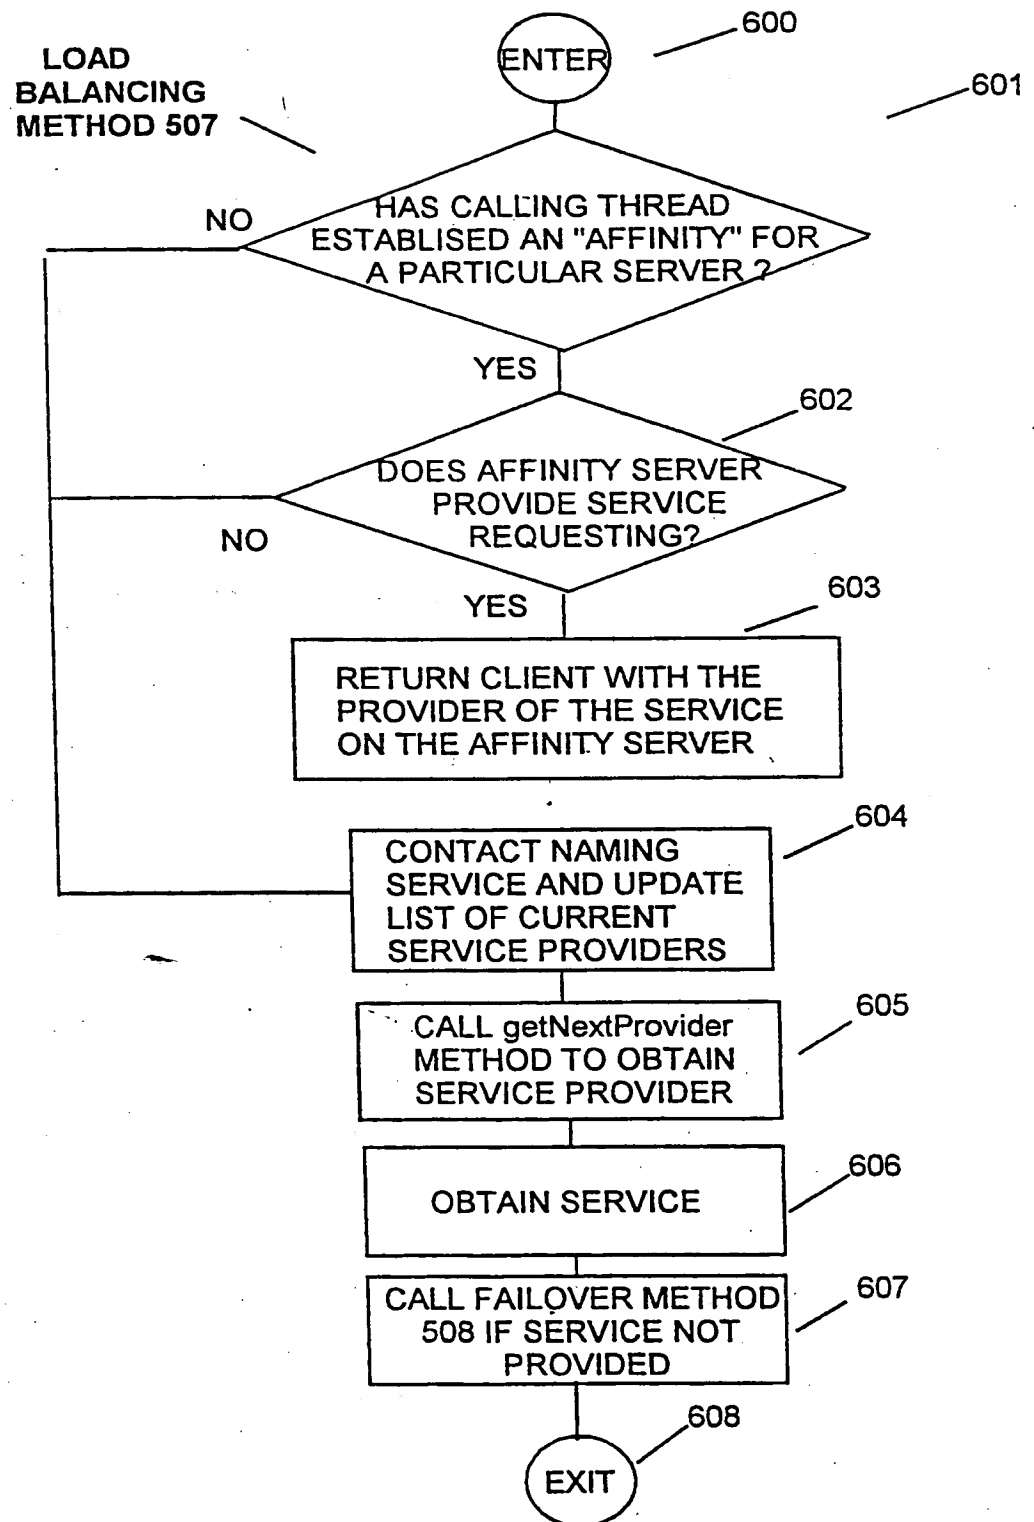 600
ENTER
LOAD
BALANCING
METHOD 507
601
NO
HAS CALLING THREAD
ESTABLISED AN "AFFINITY" FOR
A PARTICULAR SERVER ?
YES
602
DOES AFFINITY SERVER
PROVIDE SERVICE
REQUESTING?
NO
YES
603
RETURN CLIENT WITH THE
PROVIDER OF THE SERVICE
ON THE AFFINITY SERVER
604
CONTACT NAMING
SERVICE AND UPDATE
LIST OF CURRENT
SERVICE PROVIDERS
605
CALL getNextProvider
METHOD TO OBTAIN
SERVICE PROVIDER
606
OBTAIN SERVICE
607
CALL FAILOVER METHOD
508 IF SERVICE NOT
PROVIDED
608
EXIT